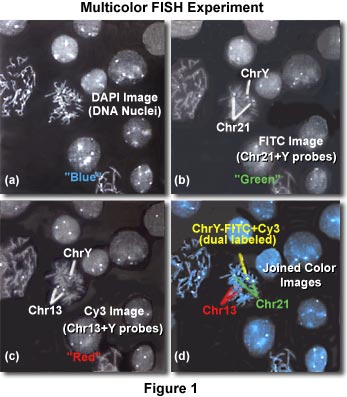 Multicolor FISH Experiment
DAPI Image
(DNA Nuclei)
(a)
"Blue"
ChrY
Chr21
FITC Image
(Chr21+Y probes)
(b)
"Green"
ChrY
Chr13
Cy3 Image
(Chr13+Y probes)
(c)
"Red"
ChrY-FITC+Cy3
(dual labeled)
Joined Color
Images
Chr21
Chr13
(d)
Figure 1